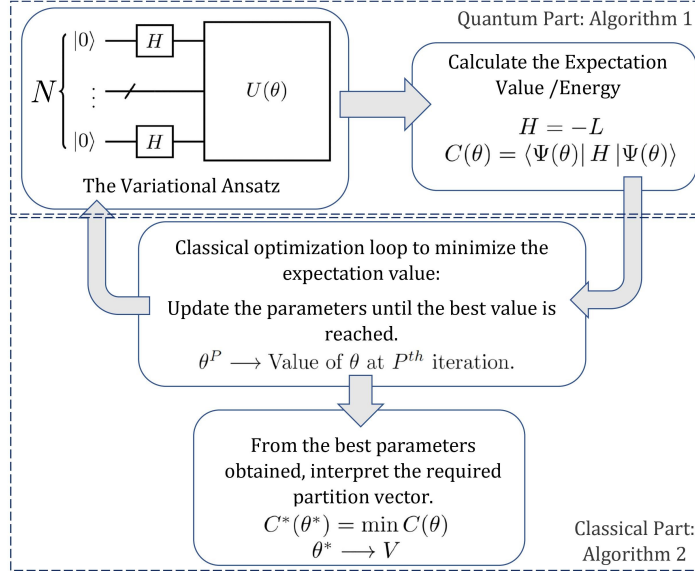 Quantum Part: Algorithm 1
|0⟩ H
N ⋮ U(θ)
|0⟩ H
The Variational Ansatz
Calculate the Expectation
Value /Energy
H = −L
C(θ) = ⟨Ψ(θ)| H |Ψ(θ)⟩
Classical optimization loop to minimize the
expectation value:
Update the parameters until the best value is
reached.
θ^P ⟶ Value of θ at P^{th} iteration.
From the best parameters
obtained, interpret the required
partition vector.
C*(θ*) = min C(θ)
θ* ⟶ V
Classical Part:
Algorithm 2